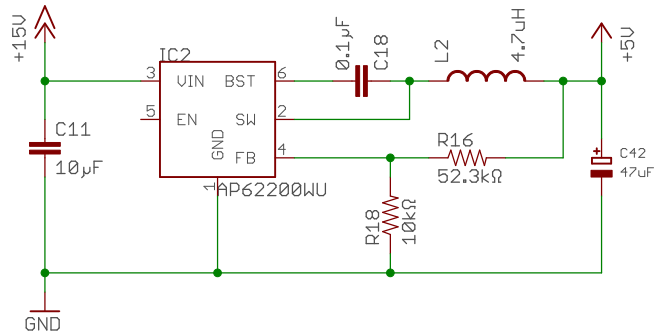 +15V
IC2
3
VIN
BST
6
0.1µF
C18
L2
4.7uH
+5V
5
EN
SW
2
C11
10µF
GND
FB
4
1
AP62200WU
R16
52.3kΩ
R18
10kΩ
+
C42
47uF
GND